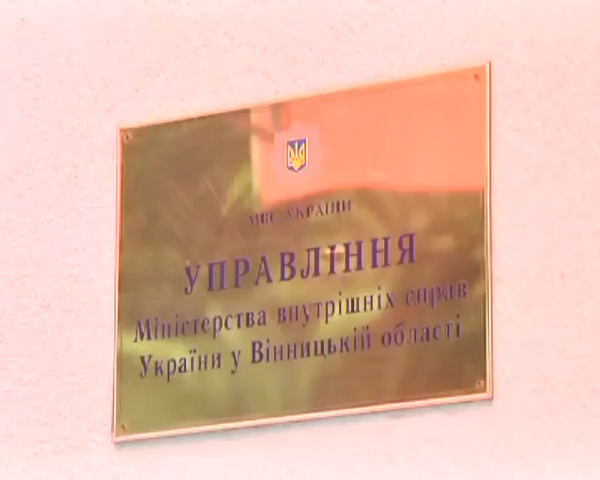 МВС УКРАЇНИ
УПРАВЛІННЯ
Міністерства внутрішніх справ
України у Вінницькій області